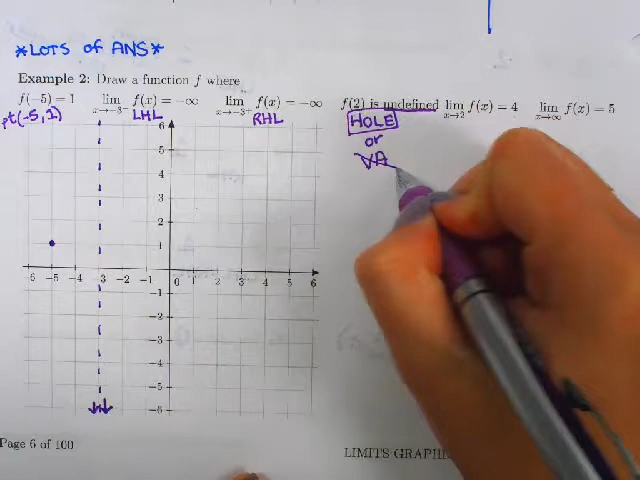 *LOTS of ANS*
Example 2: Draw a function f where
f(−5) = 1 lim x→−3⁻ f(x) = −∞ lim x→−3⁺ f(x) = −∞ f(2) is undefined lim x→2 f(x) = 4 lim x→∞ f(x) = 5
pt(-5,1) LHL RHL HOLE
or
VA
6
5
4
3
2
1
−6 −5 −4 −3 −2 −1 0 1 2 3 4 5 6
−1
−2
−3
−4
−5
−6
Page 6 of 100
LIMITS